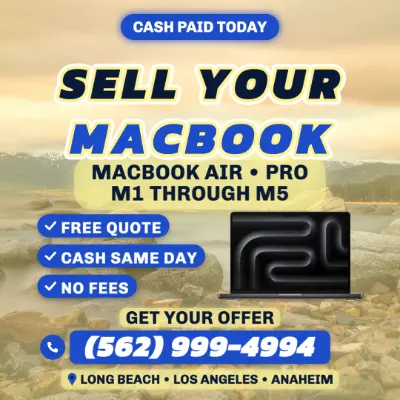 CASH PAID TODAY
SELL YOUR
MACBOOK
MACBOOK AIR • PRO
M1 THROUGH M5
FREE QUOTE
CASH SAME DAY
NO FEES
GET YOUR OFFER
(562) 999-4994
LONG BEACH • LOS ANGELES • ANAHEIM